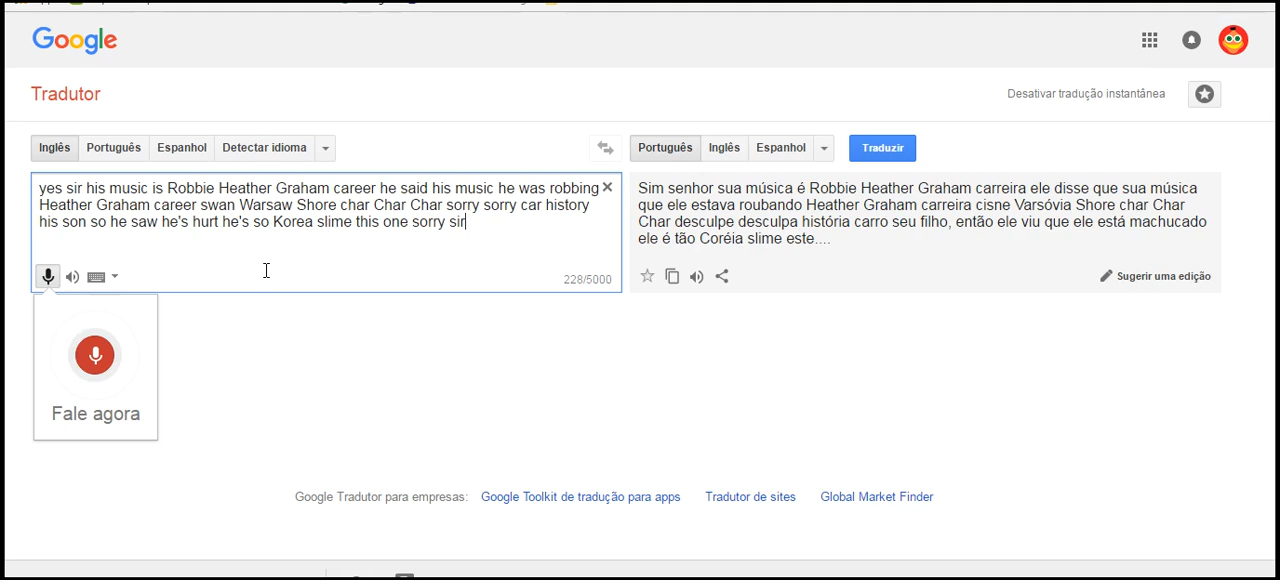 Google
Tradutor
Desativar tradução instantânea
Inglês Português Espanhol Detectar idioma
Português Inglês Espanhol Traduzir
yes sir his music is Robbie Heather Graham career he said his music he was robbing
Heather Graham career swan Warsaw Shore char Char Char sorry sorry car history
his son so he saw he's hurt he's so Korea slime this one sorry sir
228/5000
Sim senhor sua música é Robbie Heather Graham carreira ele disse que sua música
que ele estava roubando Heather Graham carreira cisne Varsóvia Shore char Char
Char desculpe desculpa história carro seu filho, então ele viu que ele está machucado
ele é tão Coréia slime este....
Sugerir uma edição
Fale agora
Google Tradutor para empresas: Google Toolkit de tradução para apps Tradutor de sites Global Market Finder